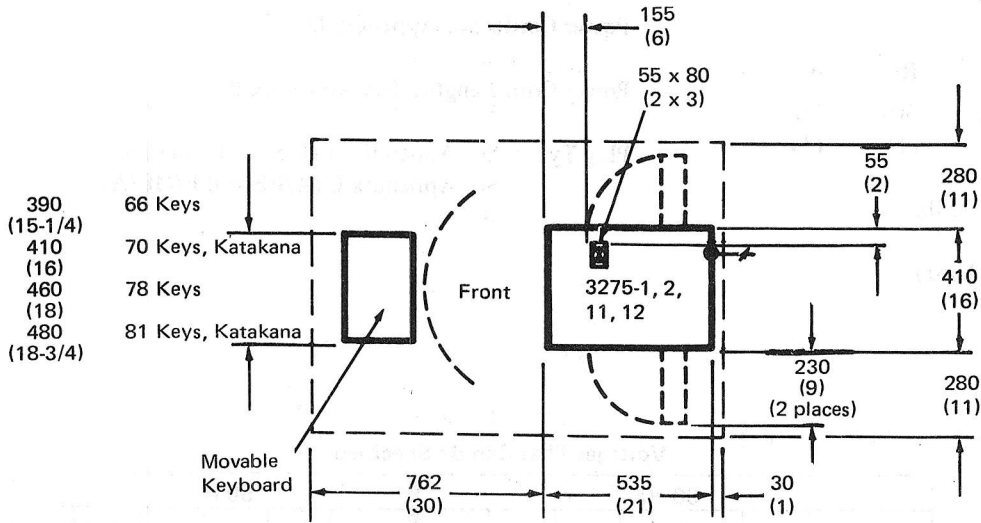 155
(6)
55 x 80
(2 x 3)
55
(2)
280
(11)
390
(15-1/4)
66 Keys
410
(16)
70 Keys, Katakana
460
(18)
78 Keys
480
(18-3/4)
81 Keys, Katakana
Front
3275-1, 2,
11, 12
410
(16)
230
(9)
(2 places)
280
(11)
Movable
Keyboard
762
(30)
535
(21)
30
(1)